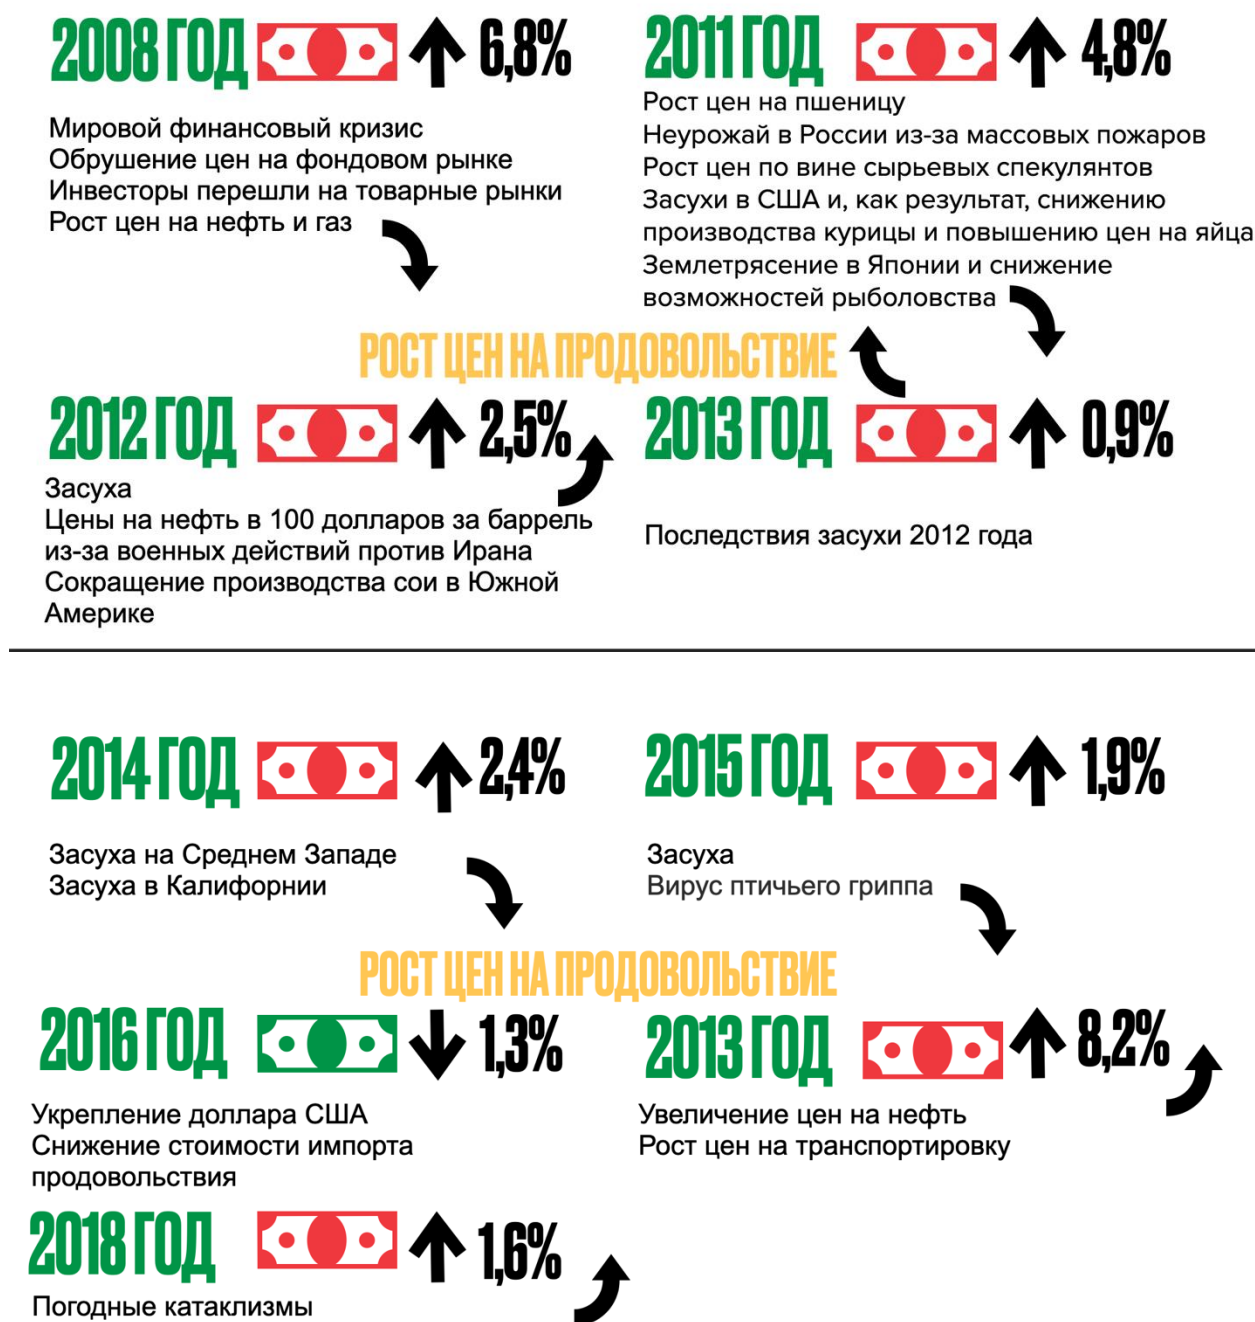 2008 ГОД 6,8%
Мировой финансовый кризис
Обрушение цен на фондовом рынке
Инвесторы перешли на товарные рынки
Рост цен на нефть и газ
2011 ГОД 4,8%
Рост цен на пшеницу
Неурожай в России из-за массовых пожаров
Рост цен по вине сырьевых спекулянтов
Засухи в США и, как результат, снижению
производства курицы и повышению цен на яйца
Землетрясение в Японии и снижение
возможностей рыболовства
РОСТ ЦЕН НА ПРОДОВОЛЬСТВИЕ
2012 ГОД 2,5%
Засуха
Цены на нефть в 100 долларов за баррель
из-за военных действий против Ирана
Сокращение производства сои в Южной
Америке
2013 ГОД 0,9%
Последствия засухи 2012 года
2014 ГОД 2,4%
Засуха на Среднем Западе
Засуха в Калифорнии
2015 ГОД 1,9%
Засуха
Вирус птичьего гриппа
РОСТ ЦЕН НА ПРОДОВОЛЬСТВИЕ
2016 ГОД 1,3%
Укрепление доллара США
Снижение стоимости импорта
продовольствия
2013 ГОД 8,2%
Увеличение цен на нефть
Рост цен на транспортировку
2018 ГОД 1,6%
Погодные катаклизмы